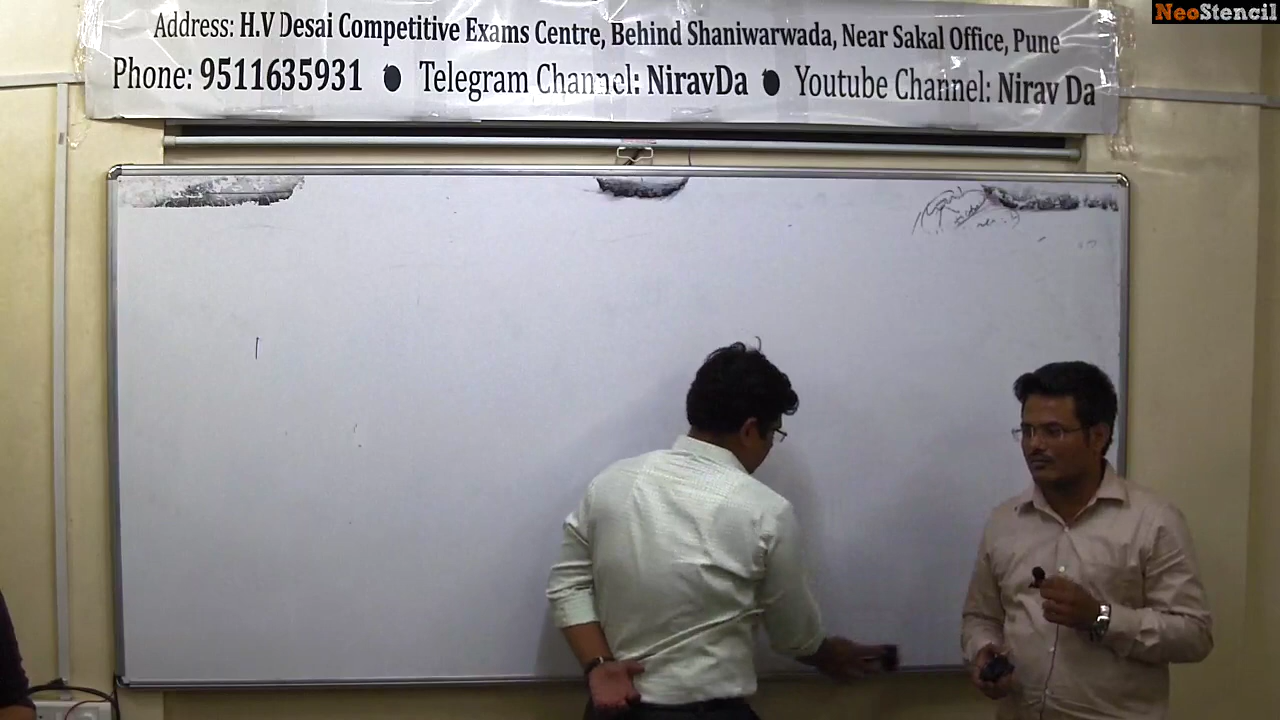 NeoStencil
Address: H.V Desai Competitive Exams Centre, Behind Shaniwarwada, Near Sakal Office, Pune
Phone: 9511635931 ● Telegram Channel: NiravDa ● Youtube Channel: Nirav Da